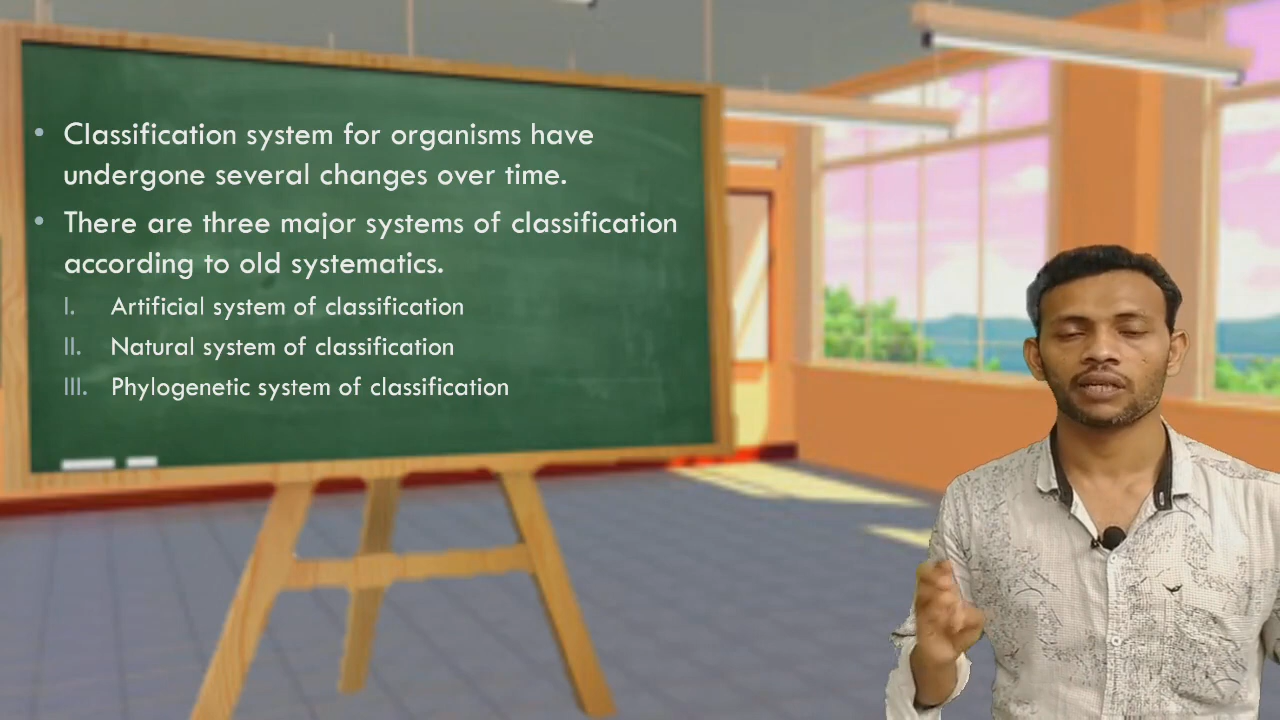 • Classification system for organisms have
undergone several changes over time.
• There are three major systems of classification
according to old systematics.
I. Artificial system of classification
II. Natural system of classification
III. Phylogenetic system of classification